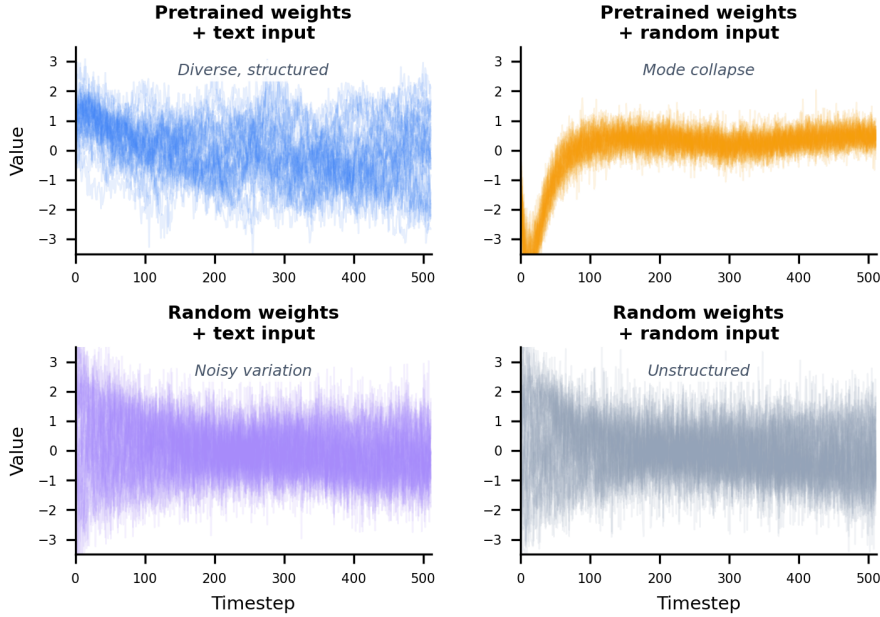 Pretrained weights
+ text input
Pretrained weights
+ random input
Diverse, structured
Mode collapse
3
2
1
0
−1
−2
−3
Value
0 100 200 300 400 500
3
2
1
0
−1
−2
−3
0 100 200 300 400 500
Random weights
+ text input
Random weights
+ random input
Noisy variation
Unstructured
3
2
1
0
−1
−2
−3
Value
0 100 200 300 400 500
Timestep
3
2
1
0
−1
−2
−3
0 100 200 300 400 500
Timestep